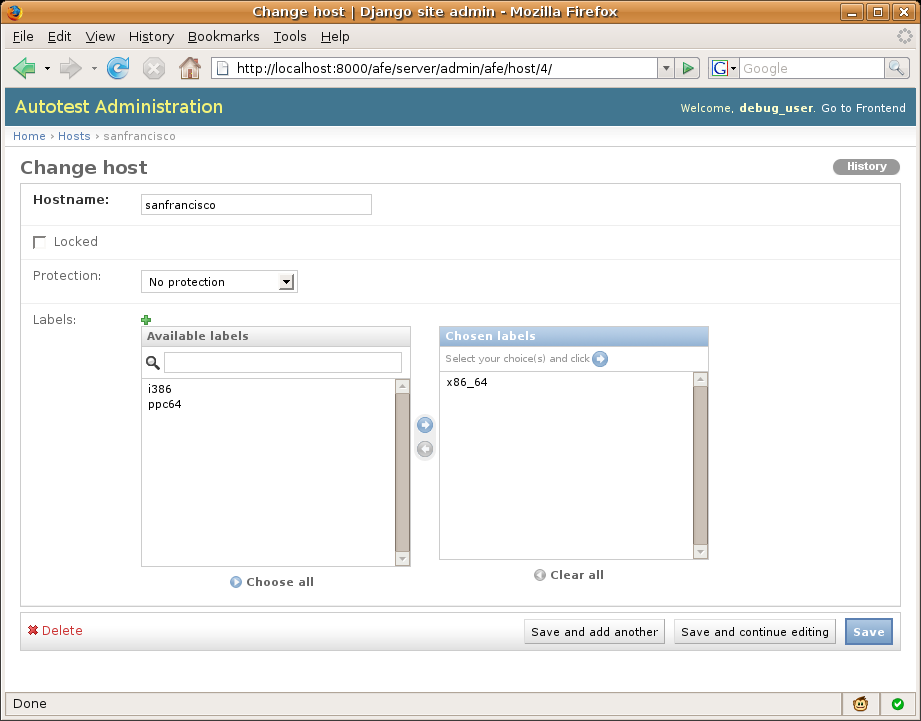 Change host | Django site admin - Mozilla Firefox
File Edit View History Bookmarks Tools Help
http://localhost:8000/afe/server/admin/afe/host/4/
G
Google
Autotest Administration
Welcome, debug_user. Go to Frontend
Home › Hosts › sanfrancisco
Change host
History
Hostname:
sanfrancisco
Locked
Protection:
No protection
Labels:
Available labels
i386
ppc64
Choose all
Chosen labels
Select your choice(s) and click
x86_64
Clear all
Delete
Save and add another
Save and continue editing
Save
Done